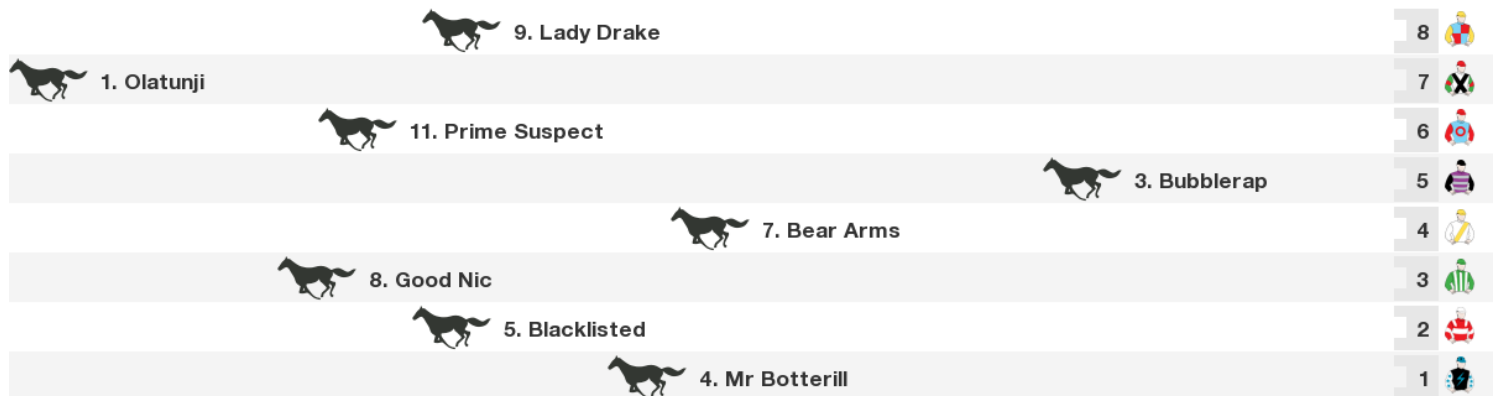 9. Lady Drake 8
1. Olatunji 7
11. Prime Suspect 6
3. Bubblerap 5
7. Bear Arms 4
8. Good Nic 3
5. Blacklisted 2
4. Mr Botterill 1